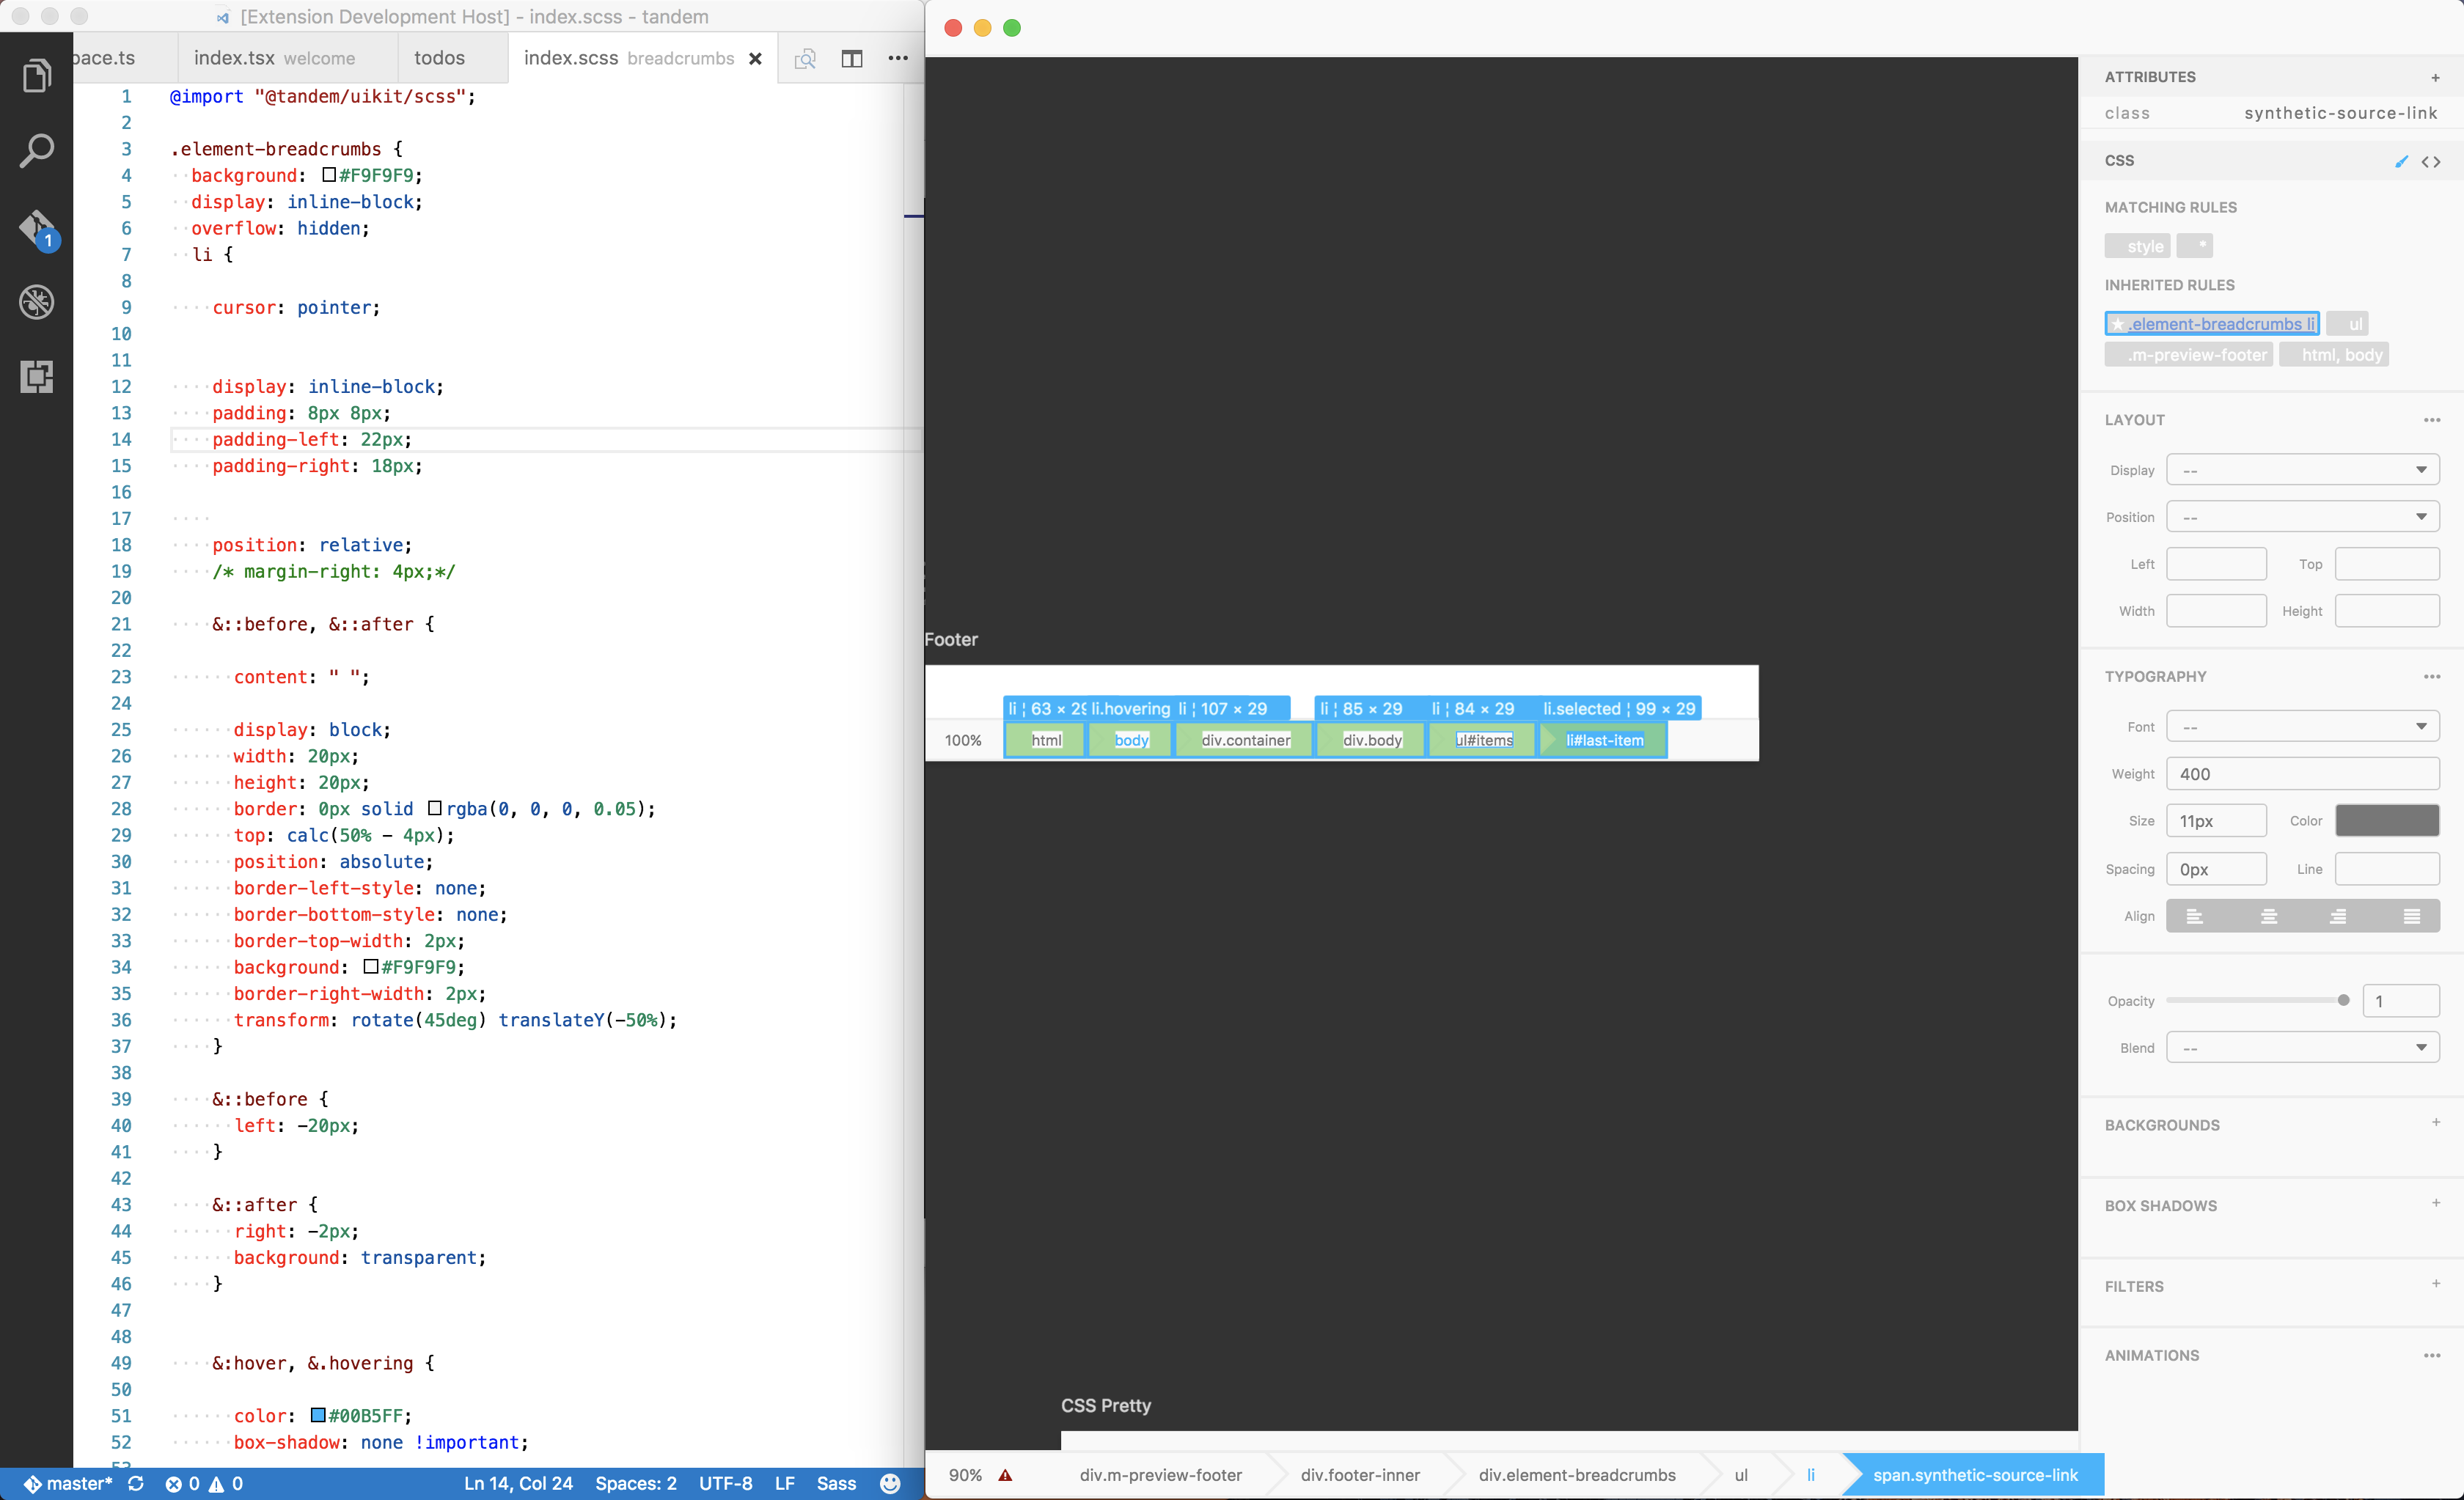 [Extension Development Host] - index.scss - tandem
pace.ts
index.tsx welcome
todos
index.scss breadcrumbs
1 @import "@tandem/uikit/scss";
2
3 .element-breadcrumbs {
4 background: #F9F9F9;
5 display: inline-block;
6 overflow: hidden;
7 li {
8
9 cursor: pointer;
10
11
12 display: inline-block;
13 padding: 8px 8px;
14 padding-left: 22px;
15 padding-right: 18px;
16
17
18 position: relative;
19 /* margin-right: 4px;*/
20
21 &::before, &::after {
22
23 content: " ";
24
25 display: block;
26 width: 20px;
27 height: 20px;
28 border: 0px solid rgba(0, 0, 0, 0.05);
29 top: calc(50% - 4px);
30 position: absolute;
31 border-left-style: none;
32 border-bottom-style: none;
33 border-top-width: 2px;
34 background: #F9F9F9;
35 border-right-width: 2px;
36 transform: rotate(45deg) translateY(-50%);
37 }
38
39 &::before {
40 left: -20px;
41 }
42
43 &::after {
44 right: -2px;
45 background: transparent;
46 }
47
48
49 &:hover, &.hovering {
50
51 color: #00B5FF;
52 box-shadow: none !important;
53
1
master* 0 0 Ln 14, Col 24 Spaces: 2 UTF-8 LF Sass
Footer
li ¦ 63 × 29 li.hovering li ¦ 107 × 29 li ¦ 85 × 29 li ¦ 84 × 29 li.selected ¦ 99 × 29
100% html body div.container div.body ul#items li#last-item
CSS Pretty
90% div.m-preview-footer div.footer-inner div.element-breadcrumbs ul li span.synthetic-source-link
ATTRIBUTES +
class synthetic-source-link
CSS
MATCHING RULES
style *
INHERITED RULES
★ .element-breadcrumbs li ul
.m-preview-footer html, body
LAYOUT
Display --
Position --
Left Top
Width Height
TYPOGRAPHY
Font --
Weight 400
Size 11px Color
Spacing 0px Line
Align
Opacity 1
Blend --
BACKGROUNDS +
BOX SHADOWS +
FILTERS +
ANIMATIONS